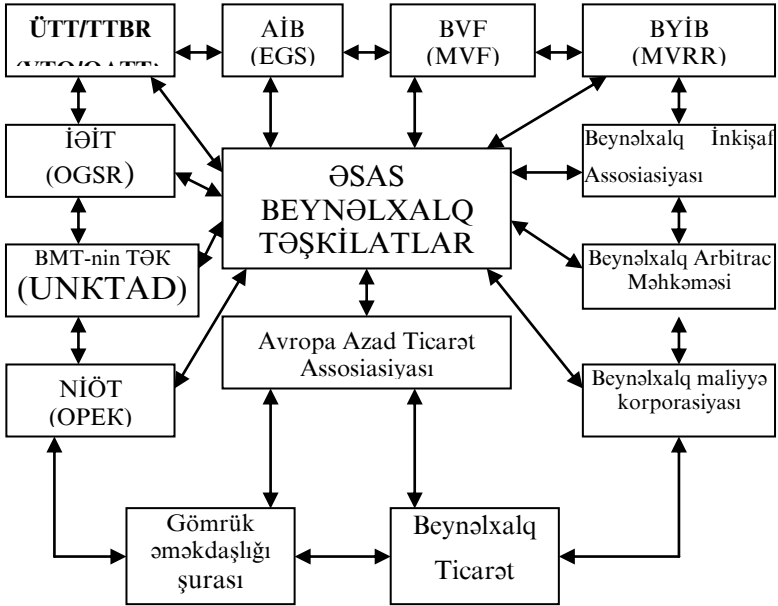 ÜTT/TTBR
AİB
(EGS)
BVF
(MVF)
BYİB
(MVRR)
İƏİT
(OGSR)
ƏSAS
BEYNƏLXALQ
TƏŞKİLATLAR
Beynəlxalq İnkişaf
Assosiasiyası
BMT-nin TƏK
(UNKTAD)
Beynəlxalq Arbitrac
Məhkəməsi
Avropa Azad Ticarət
Assosiasiyası
NİÖT
(OPEK)
Beynəlxalq maliyyə
korporasiyası
Gömrük
əməkdaşlığı
şurası
Beynəlxalq
Ticarət